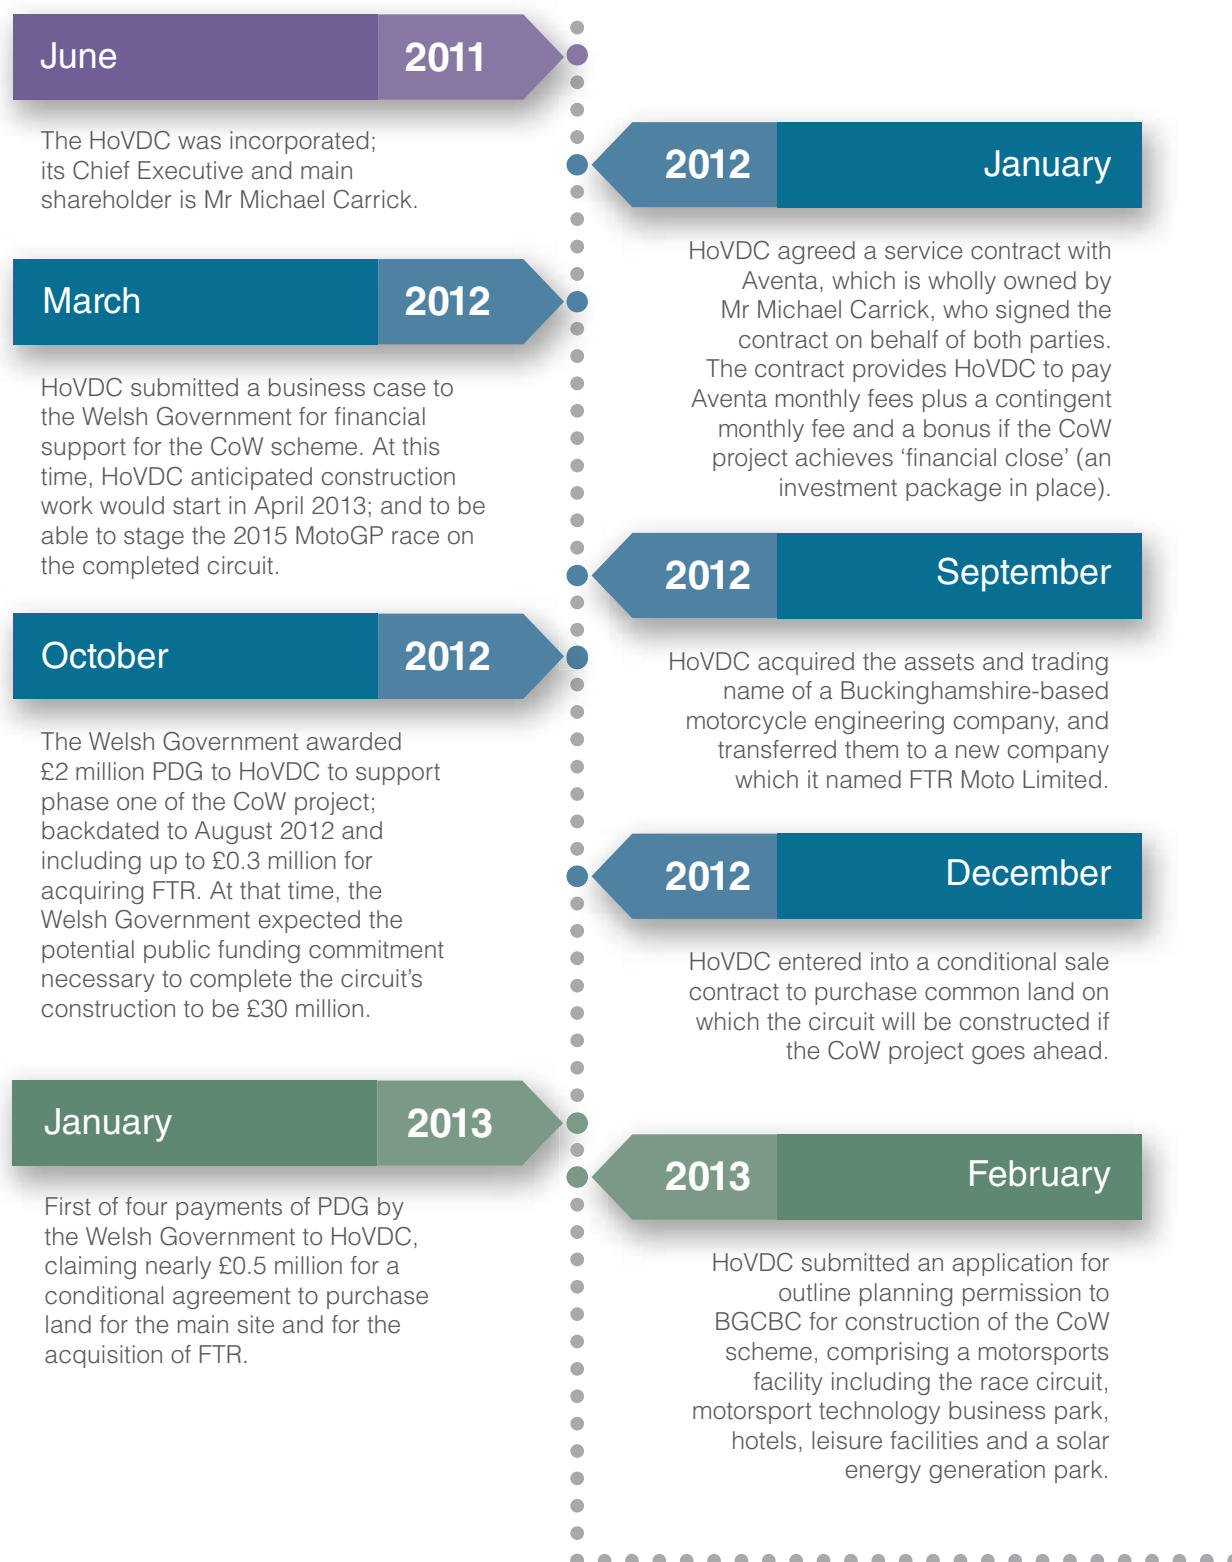 June 2011
The HoVDC was incorporated;
its Chief Executive and main
shareholder is Mr Michael Carrick.
2012 January
HoVDC agreed a service contract with
Aventa, which is wholly owned by
Mr Michael Carrick, who signed the
contract on behalf of both parties.
The contract provides HoVDC to pay
Aventa monthly fees plus a contingent
monthly fee and a bonus if the CoW
project achieves ‘financial close’ (an
investment package in place).
March 2012
HoVDC submitted a business case to
the Welsh Government for financial
support for the CoW scheme. At this
time, HoVDC anticipated construction
work would start in April 2013; and to be
able to stage the 2015 MotoGP race on
the completed circuit.
2012 September
HoVDC acquired the assets and trading
name of a Buckinghamshire-based
motorcycle engineering company, and
transferred them to a new company
which it named FTR Moto Limited.
October 2012
The Welsh Government awarded
£2 million PDG to HoVDC to support
phase one of the CoW project;
backdated to August 2012 and
including up to £0.3 million for
acquiring FTR. At that time, the
Welsh Government expected the
potential public funding commitment
necessary to complete the circuit’s
construction to be £30 million.
2012 December
HoVDC entered into a conditional sale
contract to purchase common land on
which the circuit will be constructed if
the CoW project goes ahead.
January 2013
First of four payments of PDG by
the Welsh Government to HoVDC,
claiming nearly £0.5 million for a
conditional agreement to purchase
land for the main site and for the
acquisition of FTR.
2013 February
HoVDC submitted an application for
outline planning permission to
BGCBC for construction of the CoW
scheme, comprising a motorsports
facility including the race circuit,
motorsport technology business park,
hotels, leisure facilities and a solar
energy generation park.